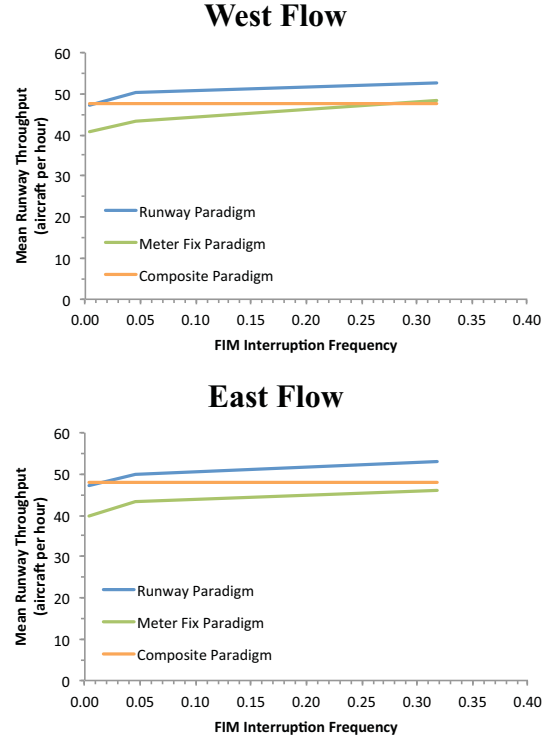 West Flow
Mean Runway Throughput
(aircraft per hour)
60
50
40
30
20
10
0
Runway Paradigm
Meter Fix Paradigm
Composite Paradigm
0.00 0.05 0.10 0.15 0.20 0.25 0.30 0.35 0.40
FIM Interruption Frequency
East Flow
Mean Runway Throughput
(aircraft per hour)
60
50
40
30
20
10
0
Runway Paradigm
Meter Fix Paradigm
Composite Paradigm
0.00 0.05 0.10 0.15 0.20 0.25 0.30 0.35 0.40
FIM Interruption Frequency